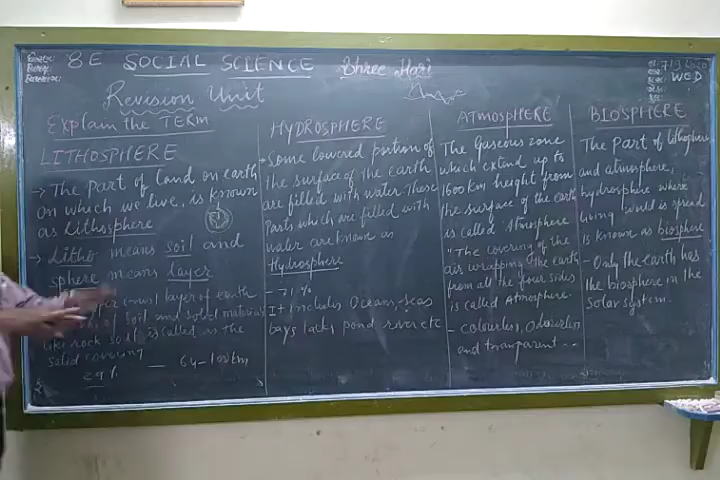 8E SOCIAL SCIENCE Shree Hari
WED
Revision Unit
Explain the TERM
LITHOSPHERE
→ The part of land on earth
on which we live, is known
as Lithosphere
→ Litho means soil and
sphere means layer
layer of earth
of soil and solid materials
like rock soil is called as the
solid covering
29% — 64-100km
HYDROSPHERE
Some lowered portion of
the surface of the earth
are filled with water. These
parts which are filled with
water are known as
Hydrosphere
- 71%
It includes Oceans, seas
bays lacks pond river etc
ATMOSPHERE
The Gaseous zone
which extend up to
1600 km height from
the surface of the earth
is called Atmosphere
"The covering of the
air wrapping the earth
from all the four sides
is called Atmosphere.
- colourless, Odourless
and transparent...
BIOSPHERE
The part of lithosphere
and atmosphere,
hydrosphere where
living world is spread
is known as biosphere
- Only the earth has
the biosphere in the
solar system.